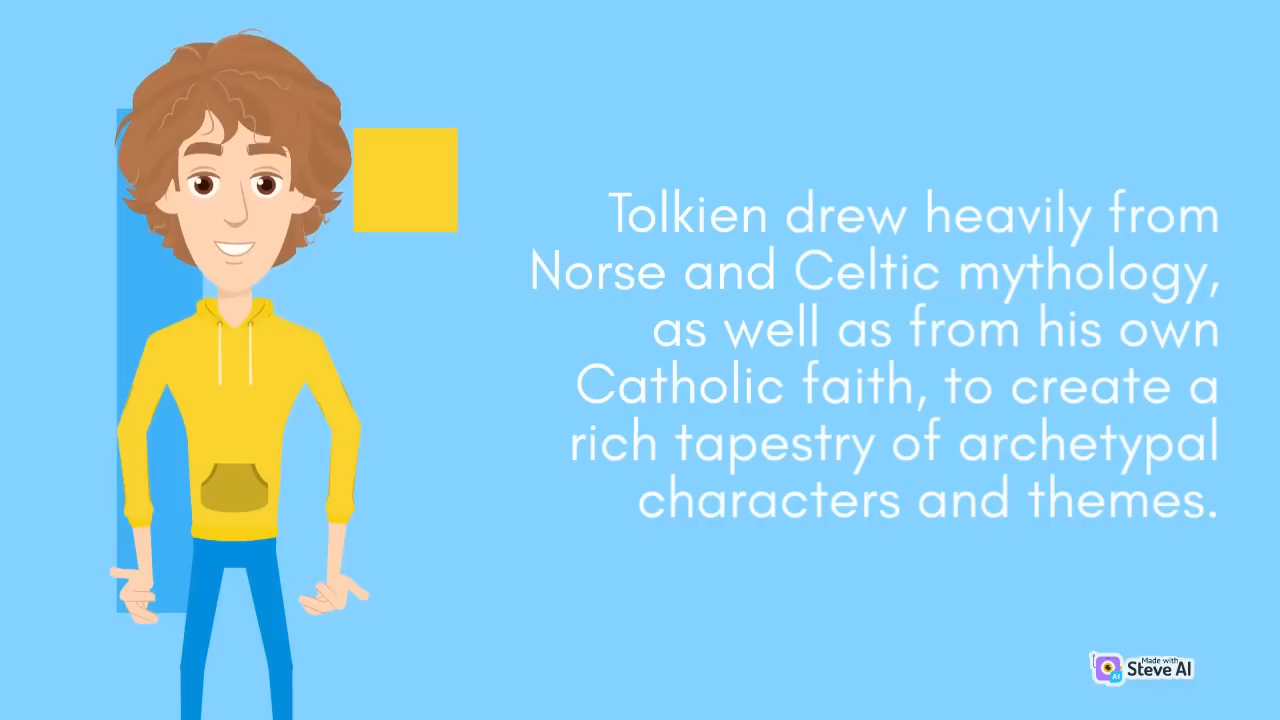 Tolkien drew heavily from
Norse and Celtic mythology,
as well as from his own
Catholic faith, to create a
rich tapestry of archetypal
characters and themes.
Made with
Steve AI
AI